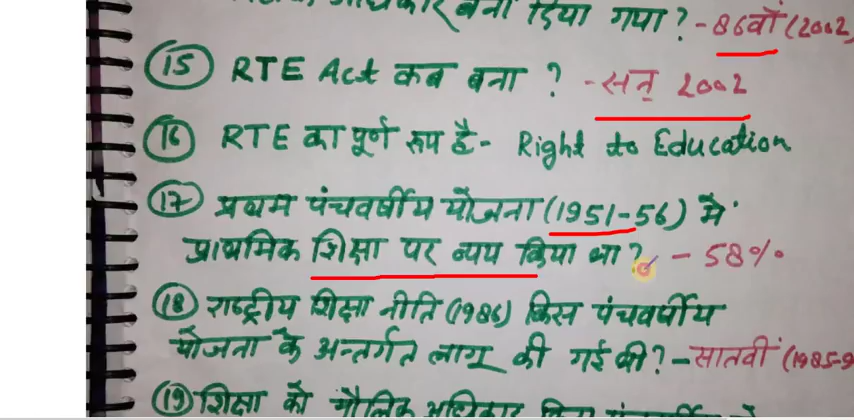 अधिकार बना दिया गया ? - 86वाँ (2002)
(15) RTE Act कब बना ? - सन् 2002
(16) RTE का पूर्ण रूप है - Right to Education
(17) प्रथम पंचवर्षीय योजना (1951-56) में
प्राथमिक शिक्षा पर व्यय किया था ? - 58%
(18) राष्ट्रीय शिक्षा नीति (1986) किस पंचवर्षीय
योजना के अन्तर्गत लागू की गई थी ? - सातवीं (1985-9
(19) शिक्षा को मौलिक अधिकार किस